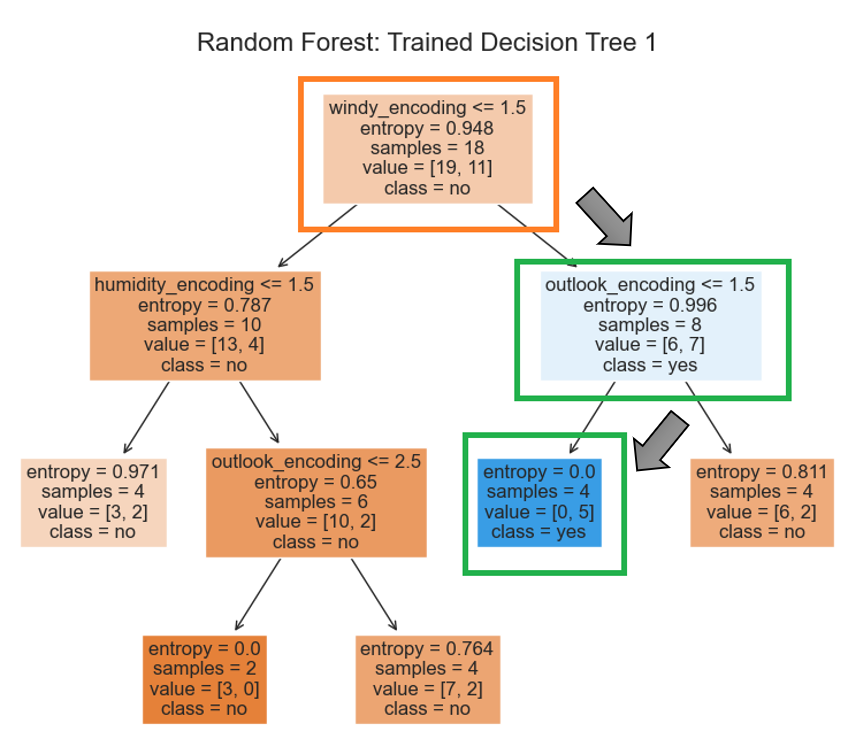 Random Forest: Trained Decision Tree 1
windy_encoding <= 1.5
entropy = 0.948
samples = 18
value = [19, 11]
class = no
humidity_encoding <= 1.5
entropy = 0.787
samples = 10
value = [13, 4]
class = no
outlook_encoding <= 1.5
entropy = 0.996
samples = 8
value = [6, 7]
class = yes
entropy = 0.971
samples = 4
value = [3, 2]
class = no
outlook_encoding <= 2.5
entropy = 0.65
samples = 6
value = [10, 2]
class = no
entropy = 0.0
samples = 4
value = [0, 5]
class = yes
entropy = 0.811
samples = 4
value = [6, 2]
class = no
entropy = 0.0
samples = 2
value = [3, 0]
class = no
entropy = 0.764
samples = 4
value = [7, 2]
class = no